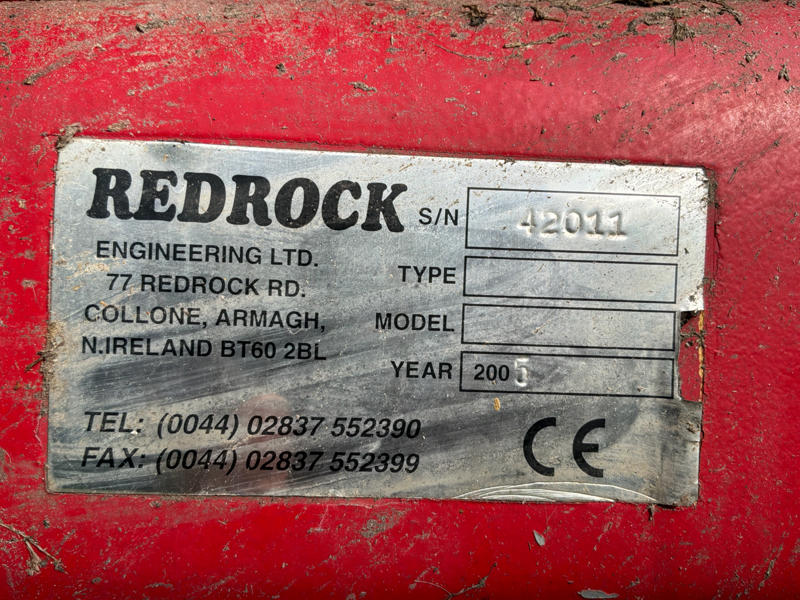 REDROCK
ENGINEERING LTD.
77 REDROCK RD.
COLLONE, ARMAGH,
N.IRELAND BT60 2BL
S/N 42011
TYPE
MODEL
YEAR 2005
TEL: (0044) 02837 552390
FAX: (0044) 02837 552399
CE